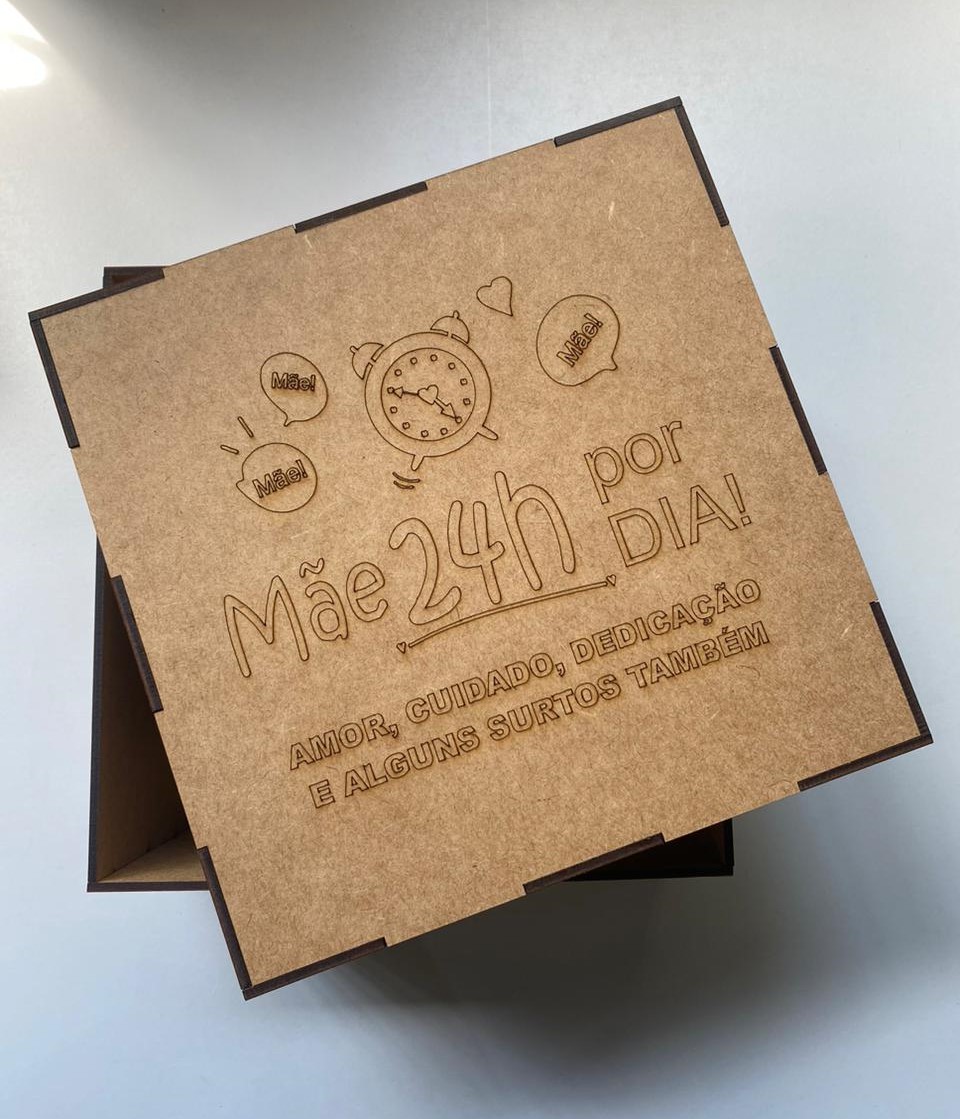 Mãe!
Mãe!
Mãe!
Mãe 24h por
DIA!
AMOR, CUIDADO, DEDICAÇÃO
E ALGUNS SURTOS TAMBÉM